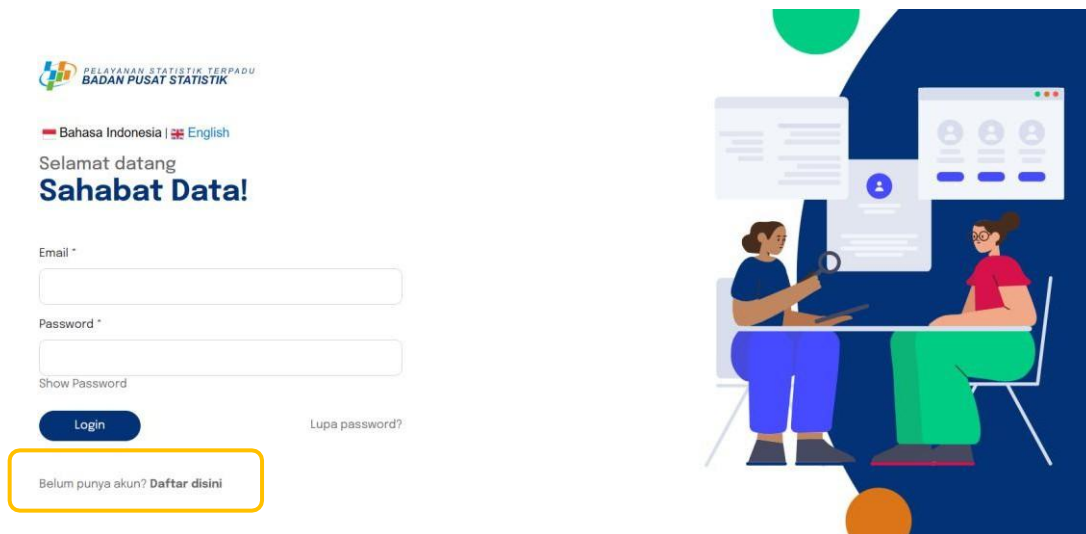 PELAYANAN STATISTIK TERPADU
BADAN PUSAT STATISTIK
Bahasa Indonesia | English
Selamat datang
Sahabat Data!
Email *
Password *
Show Password
Login
Lupa password?
Belum punya akun? Daftar disini